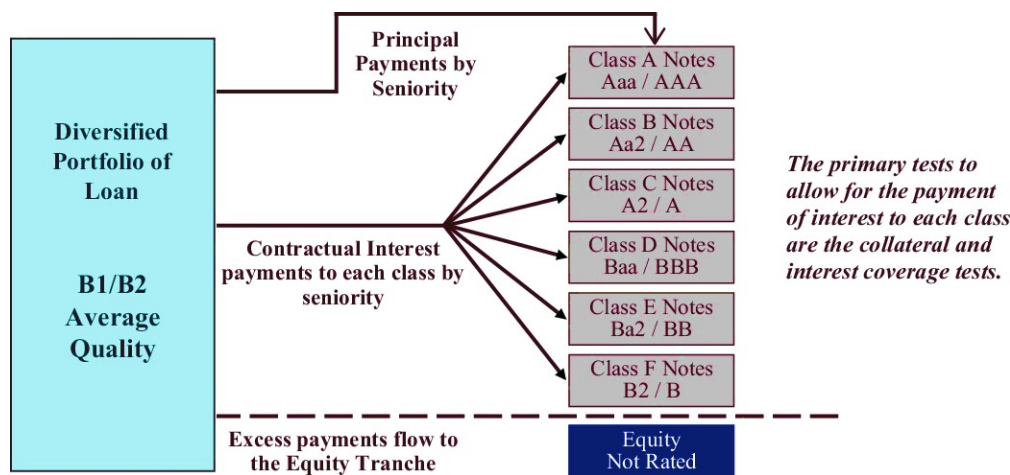 Diversified
Portfolio of
Loan
B1/B2
Average
Quality
Principal
Payments by
Seniority
Contractual Interest
payments to each class by
seniority
Excess payments flow to
the Equity Tranche
Class A Notes
Aaa / AAA
Class B Notes
Aa2 / AA
Class C Notes
A2 / A
Class D Notes
Baa / BBB
Class E Notes
Ba2 / BB
Class F Notes
B2 / B
Equity
Not Rated
The primary tests to
allow for the payment
of interest to each class
are the collateral and
interest coverage tests.